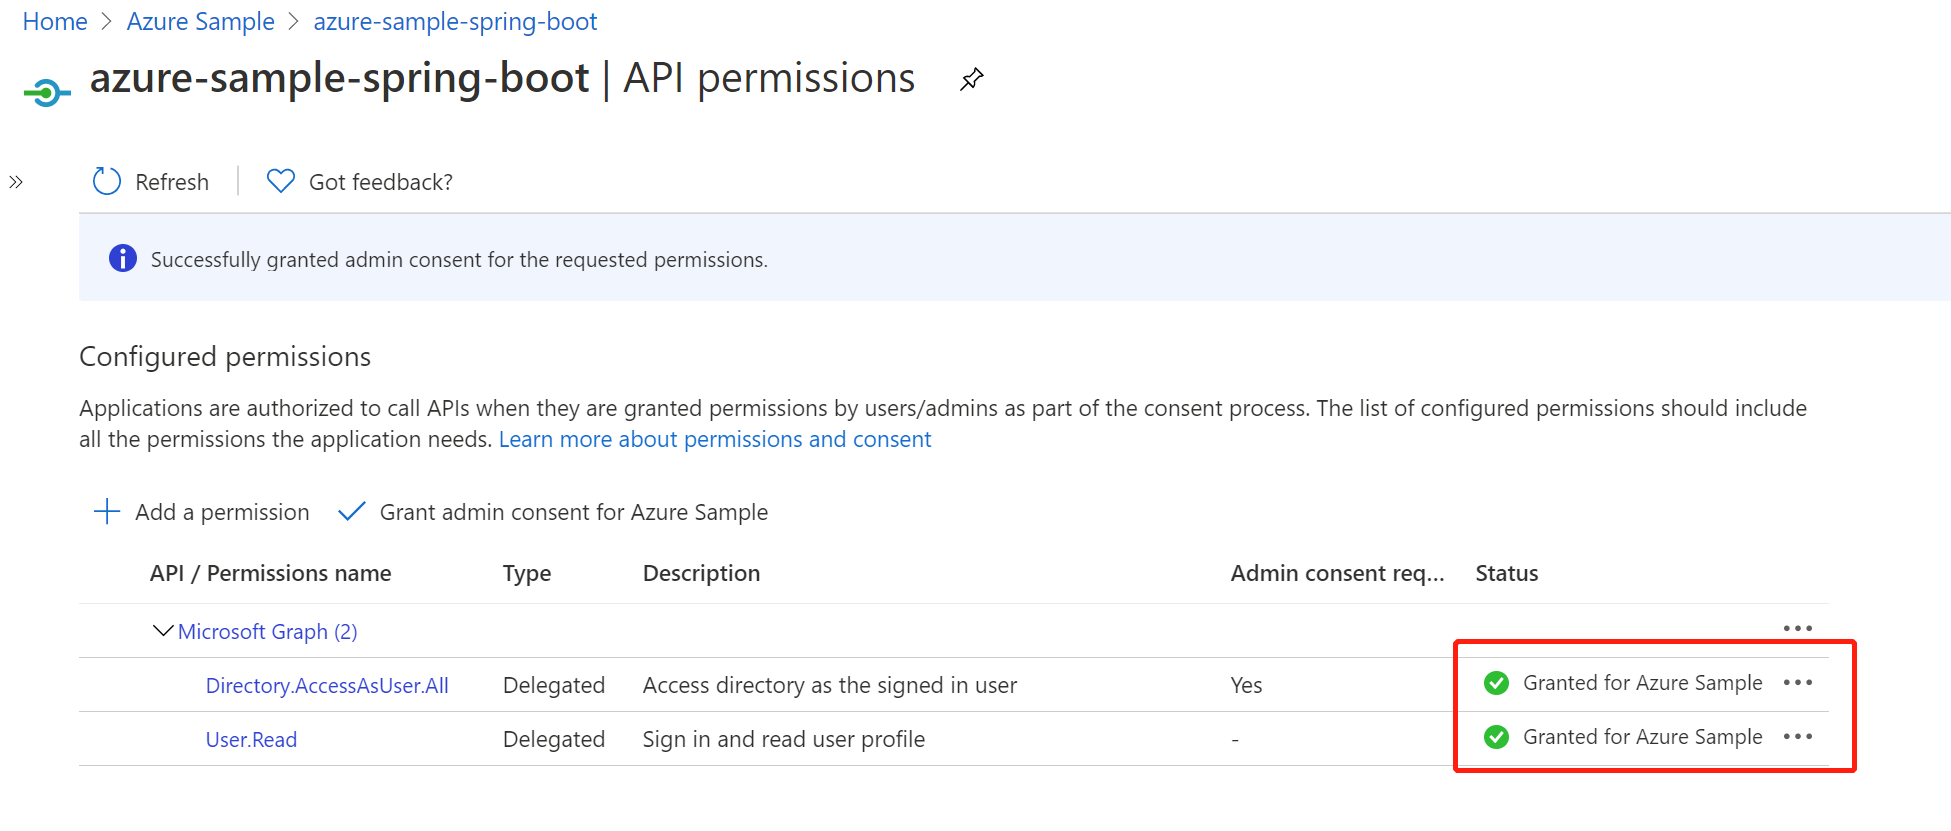 Home > Azure Sample > azure-sample-spring-boot
azure-sample-spring-boot | API permissions
Refresh | Got feedback?
Successfully granted admin consent for the requested permissions.
Configured permissions
Applications are authorized to call APIs when they are granted permissions by users/admins as part of the consent process. The list of configured permissions should include
all the permissions the application needs. Learn more about permissions and consent
Add a permission Grant admin consent for Azure Sample
API / Permissions name Type Description Admin consent req... Status
Microsoft Graph (2)
Directory.AccessAsUser.All Delegated Access directory as the signed in user Yes Granted for Azure Sample
User.Read Delegated Sign in and read user profile - Granted for Azure Sample